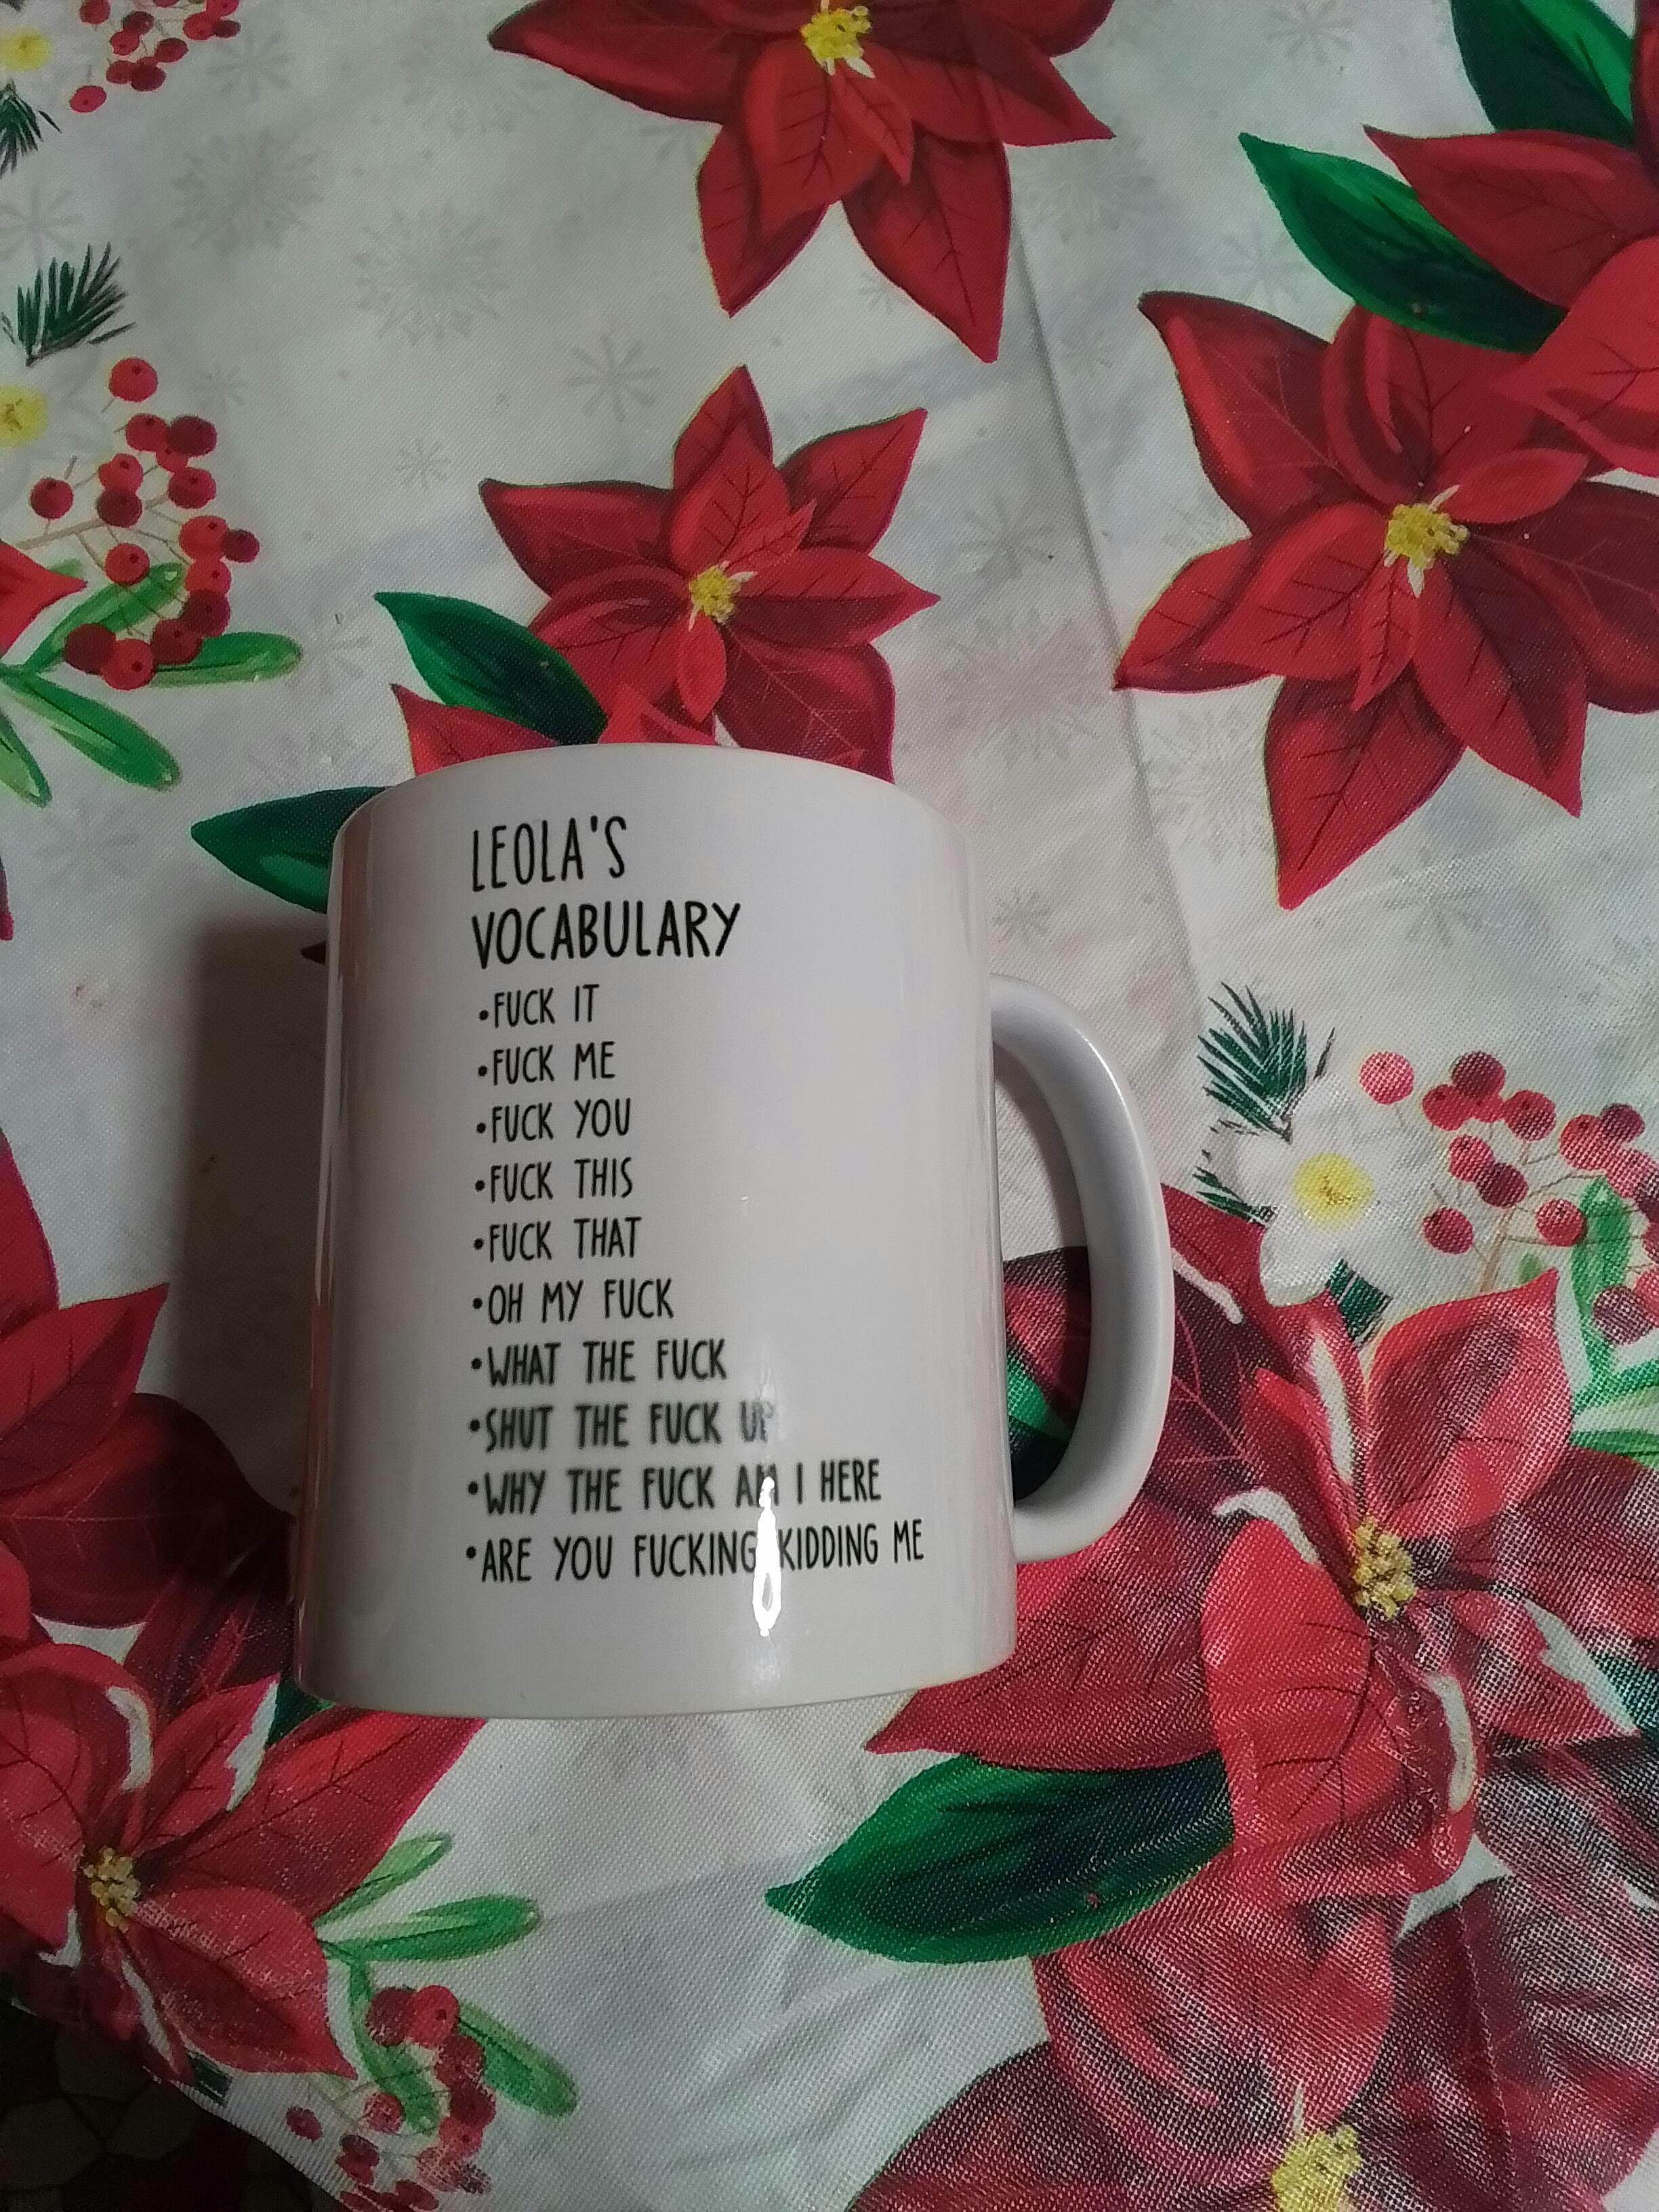 LEOLA'S
VOCABULARY
•FUCK IT
•FUCK ME
•FUCK YOU
•FUCK THIS
•FUCK THAT
•OH MY FUCK
•WHAT THE FUCK
•SHUT THE FUCK UP
•WHY THE FUCK AM I HERE
•ARE YOU FUCKING KIDDING ME